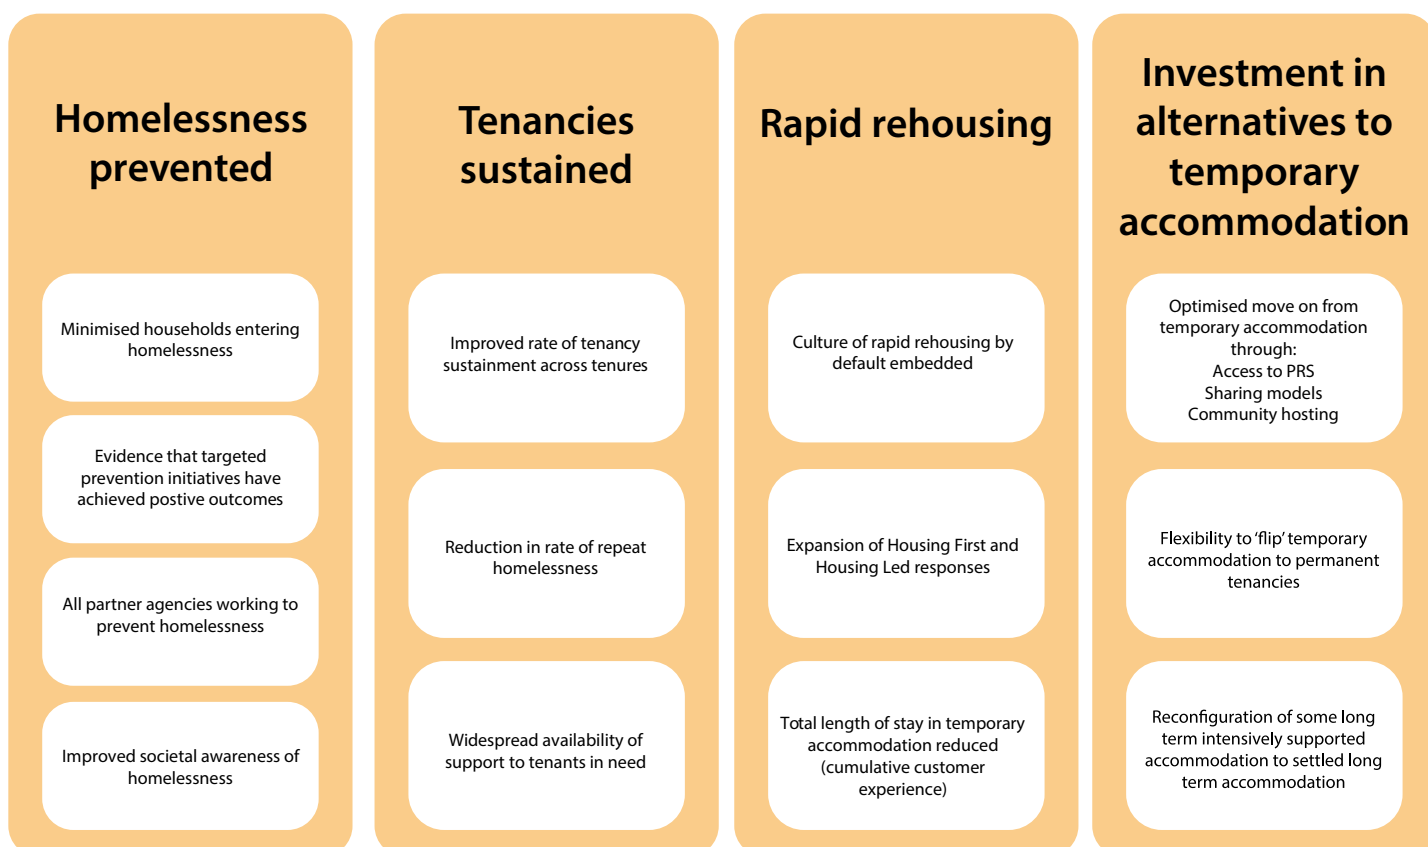 Homelessness
prevented
Minimised households entering
homelessness
Evidence that targeted
prevention initiatives have
achieved postive outcomes
All partner agencies working to
prevent homelessness
Improved societal awareness of
homelessness
Tenancies
sustained
Improved rate of tenancy
sustainment across tenures
Reduction in rate of repeat
homelessness
Widespread availability of
support to tenants in need
Rapid rehousing
Culture of rapid rehousing by
default embedded
Expansion of Housing First and
Housing Led responses
Total length of stay in temporary
accommodation reduced
(cumulative customer
experience)
Investment in
alternatives to
temporary
accommodation
Optimised move on from
temporary accommodation
through:
Access to PRS
Sharing models
Community hosting
Flexibility to ‘flip’ temporary
accommodation to permanent
tenancies
Reconfiguration of some long
term intensively supported
accommodation to settled long
term accommodation